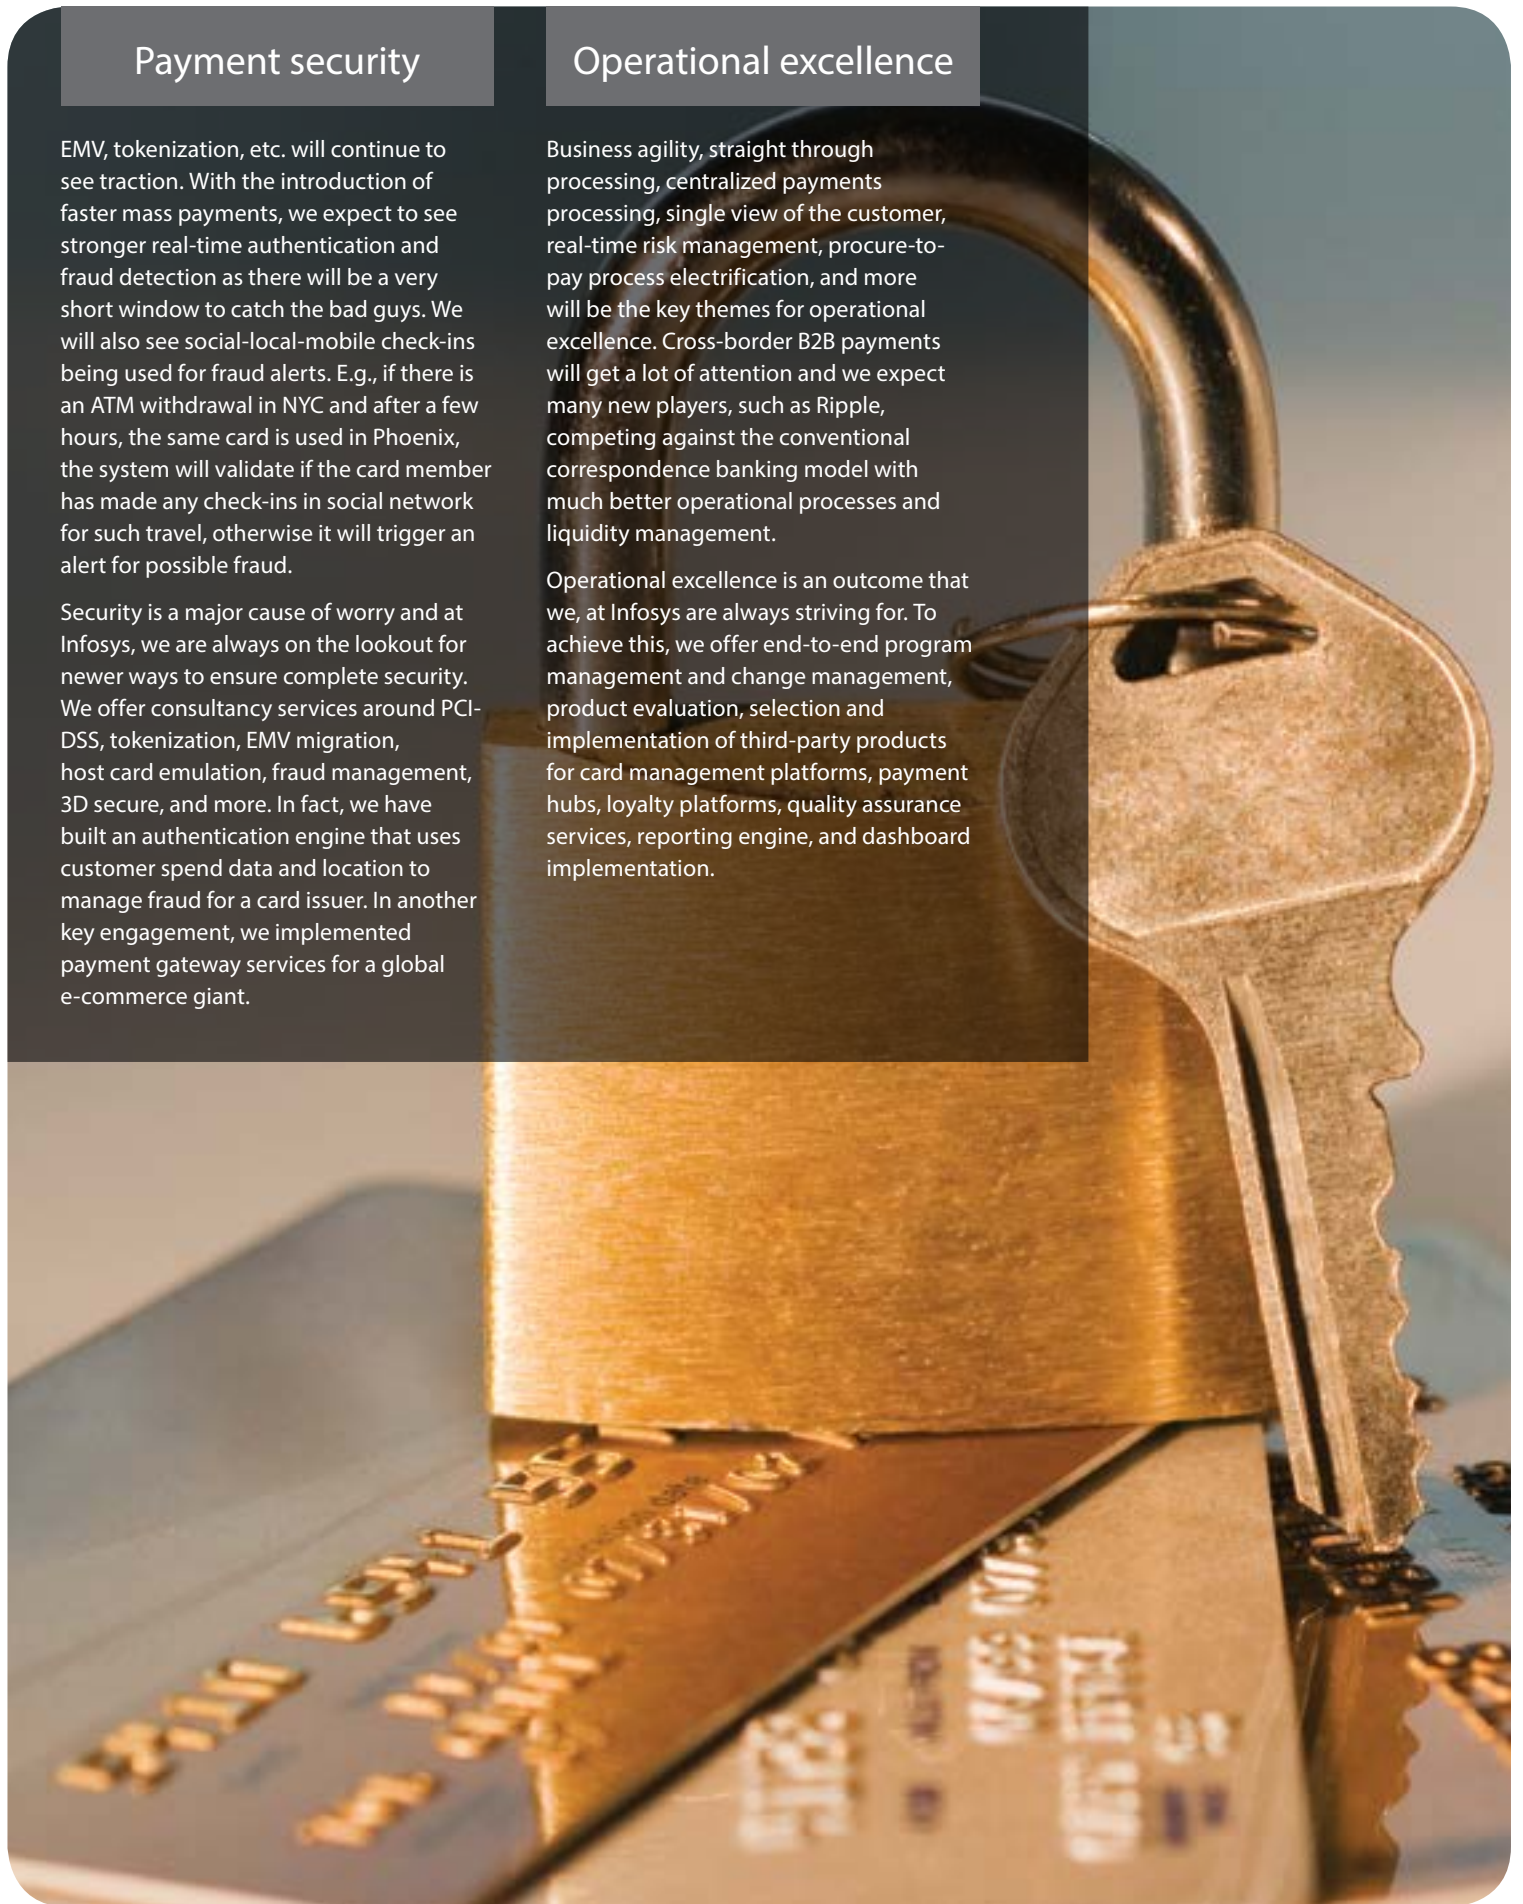 Payment security
EMV, tokenization, etc. will continue to
see traction. With the introduction of
faster mass payments, we expect to see
stronger real-time authentication and
fraud detection as there will be a very
short window to catch the bad guys. We
will also see social-local-mobile check-ins
being used for fraud alerts. E.g., if there is
an ATM withdrawal in NYC and after a few
hours, the same card is used in Phoenix,
the system will validate if the card member
has made any check-ins in social network
for such travel, otherwise it will trigger an
alert for possible fraud.
Security is a major cause of worry and at
Infosys, we are always on the lookout for
newer ways to ensure complete security.
We offer consultancy services around PCI-
DSS, tokenization, EMV migration,
host card emulation, fraud management,
3D secure, and more. In fact, we have
built an authentication engine that uses
customer spend data and location to
manage fraud for a card issuer. In another
key engagement, we implemented
payment gateway services for a global
e-commerce giant.
Operational excellence
Business agility, straight through
processing, centralized payments
processing, single view of the customer,
real-time risk management, procure-to-
pay process electrification, and more
will be the key themes for operational
excellence. Cross-border B2B payments
will get a lot of attention and we expect
many new players, such as Ripple,
competing against the conventional
correspondence banking model with
much better operational processes and
liquidity management.
Operational excellence is an outcome that
we, at Infosys are always striving for. To
achieve this, we offer end-to-end program
management and change management,
product evaluation, selection and
implementation of third-party products
for card management platforms, payment
hubs, loyalty platforms, quality assurance
services, reporting engine, and dashboard
implementation.